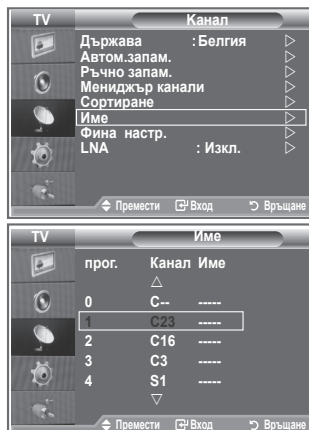 TV Канал
Държава : Белгия
Автом.запам.
Ръчно запам.
Мениджър канали
Сортиране
Име
Фина настр.
LNA : Изкл.
Премести Вход Връщане
TV Име
прог. Канал Име
0 C-- -----
1 C23 -----
2 C16 -----
3 C3 -----
4 S1 -----
Премести Вход Връщане